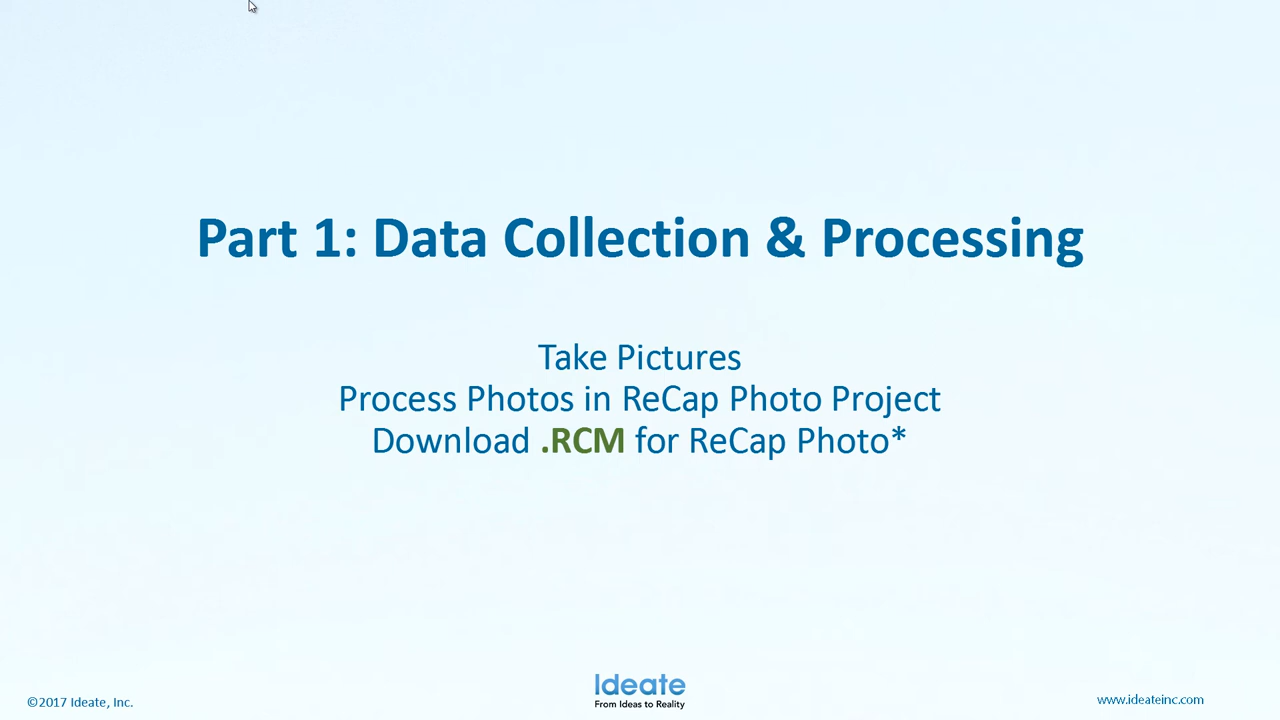 Part 1: Data Collection & Processing
Take Pictures
Process Photos in ReCap Photo Project
Download .RCM for ReCap Photo*
©2017 Ideate, Inc.
Ideate
From Ideas to Reality
www.ideateinc.com